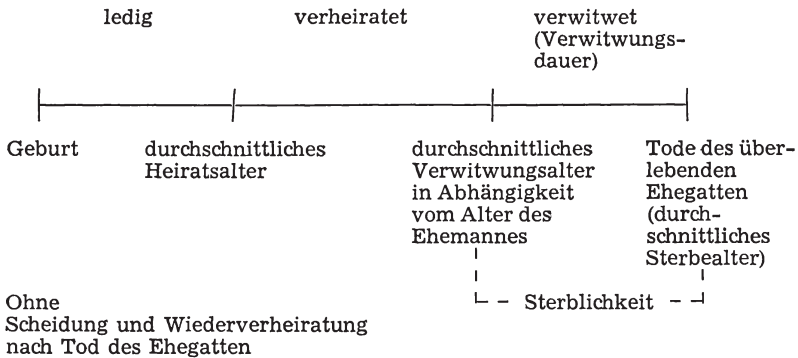 ledig
verheiratet
verwitwet
(Verwitwungs-
dauer)
Geburt
durchschnittliches
Heiratsalter
durchschnittliches
Verwitwungsalter
in Abhängigkeit
vom Alter des
Ehemannes
Tode des über-
lebenden
Ehegatten
(durch-
schnittliches
Sterbealter)
Sterblichkeit
Ohne
Scheidung und Wiederverheiratung
nach Tod des Ehegatten